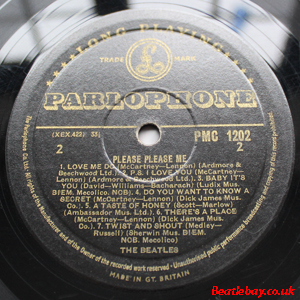 LONG PLAYING
TRADE MARK
PARLOPHONE
(XEX.422) 33⅓ PMC 1202
2 2
PLEASE PLEASE ME
1. LOVE ME DO (McCartney—Lennon) (Ardmore &
Beechwood Ltd.) 2. P.S. I LOVE YOU (McCartney—
Lennon) (Ardmore & Beechwood Ltd.) 3. BABY IT'S
YOU (David—Williams—Bacharach) (Ludix Mus.
BIEM. Mecolico. NCB). 4. DO YOU WANT TO KNOW A
SECRET (McCartney—Lennon) (Dick James Mus.
Co.) 5. A TASTE OF HONEY (Scott—Marlow)
(Ambassador Mus. Ltd.) 6. THERE'S A PLACE
(McCartney—Lennon) (Dick James Mus.
Co.) 7. TWIST AND SHOUT (Medley—
Russell) (Sherwin Mus. BIEM.
NCB. Mecolico)
THE BEATLES
MADE IN GT. BRITAIN
Beatlebay.co.uk